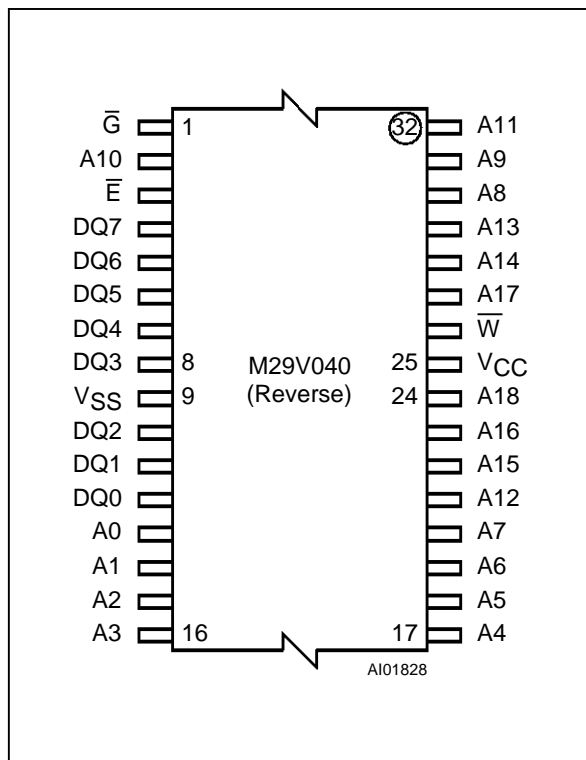 G̅ 1 32 A11
A10 A9
E̅ A8
DQ7 A13
DQ6 A14
DQ5 A17
DQ4 W̅
DQ3 8 M29V040 25 VCC
VSS 9 (Reverse) 24 A18
DQ2 A16
DQ1 A15
DQ0 A12
A0 A7
A1 A6
A2 A5
A3 16 17 A4
AI01828